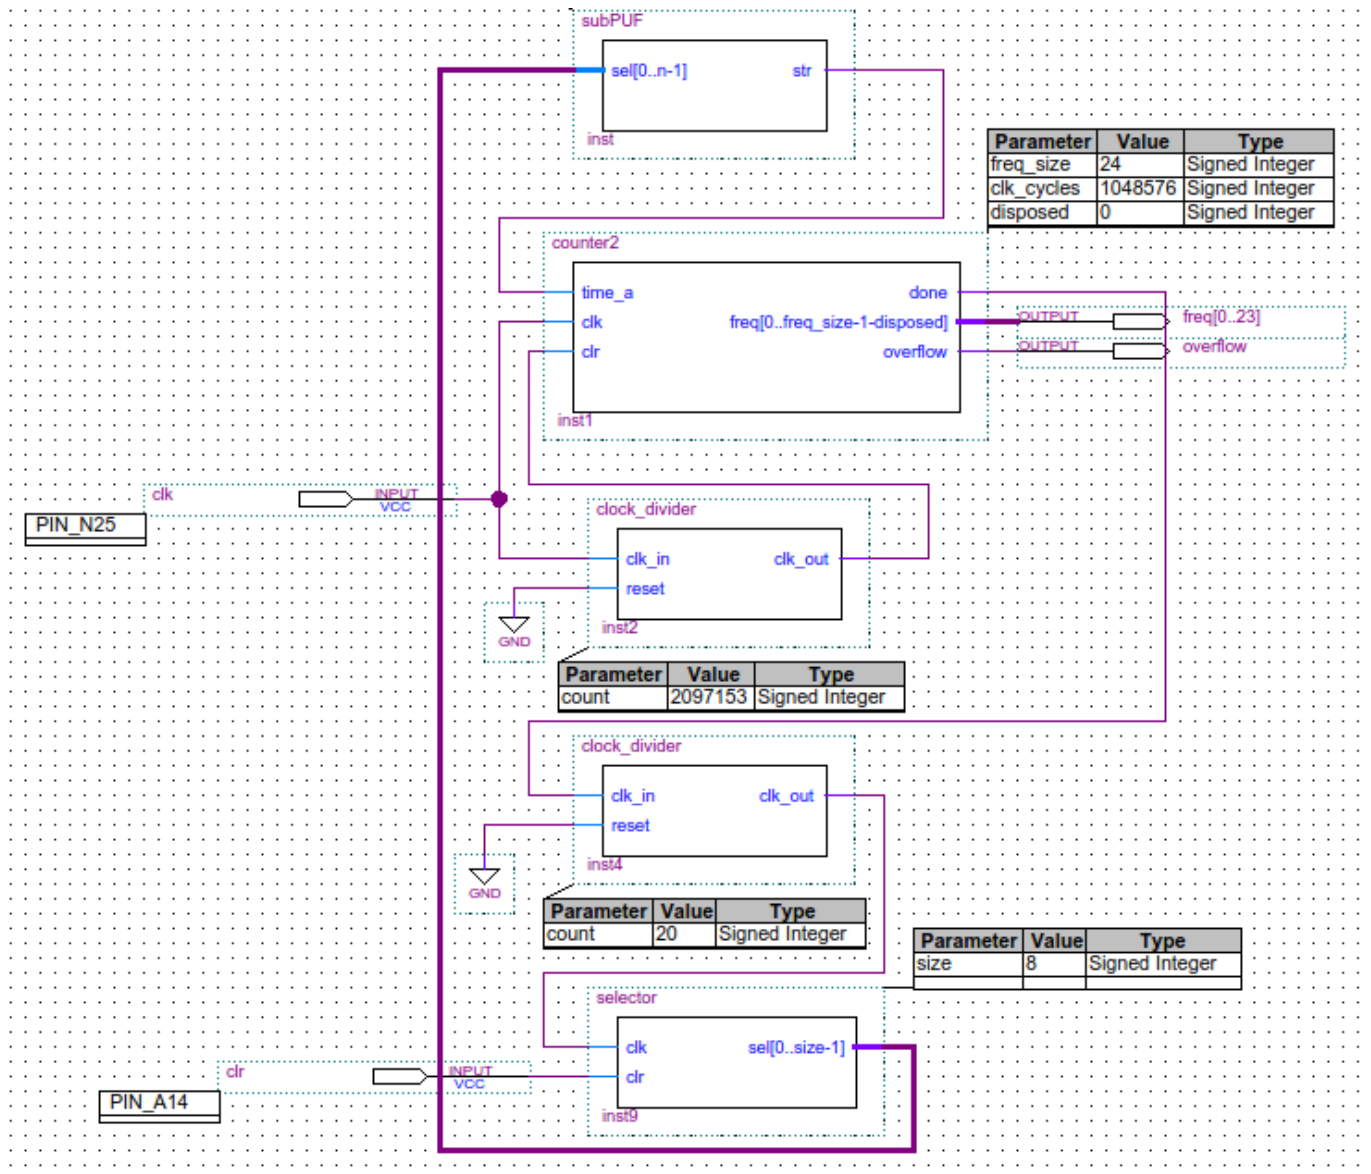 subPUF
sel[0..n-1] str
inst
Parameter Value Type
freq_size 24 Signed Integer
clk_cycles 1048576 Signed Integer
disposed 0 Signed Integer
counter2
time_a done
clk freq[0..freq_size-1-disposed]
clr overflow
inst1
OUTPUT freq[0..23]
OUTPUT overflow
clk INPUT
VCC
PIN_N25
clock_divider
clk_in clk_out
reset
inst2
GND
Parameter Value Type
count 2097153 Signed Integer
clock_divider
clk_in clk_out
reset
inst4
GND
Parameter Value Type
count 20 Signed Integer
Parameter Value Type
size 8 Signed Integer
selector
clk sel[0..size-1]
clr
inst9
clr INPUT
VCC
PIN_A14